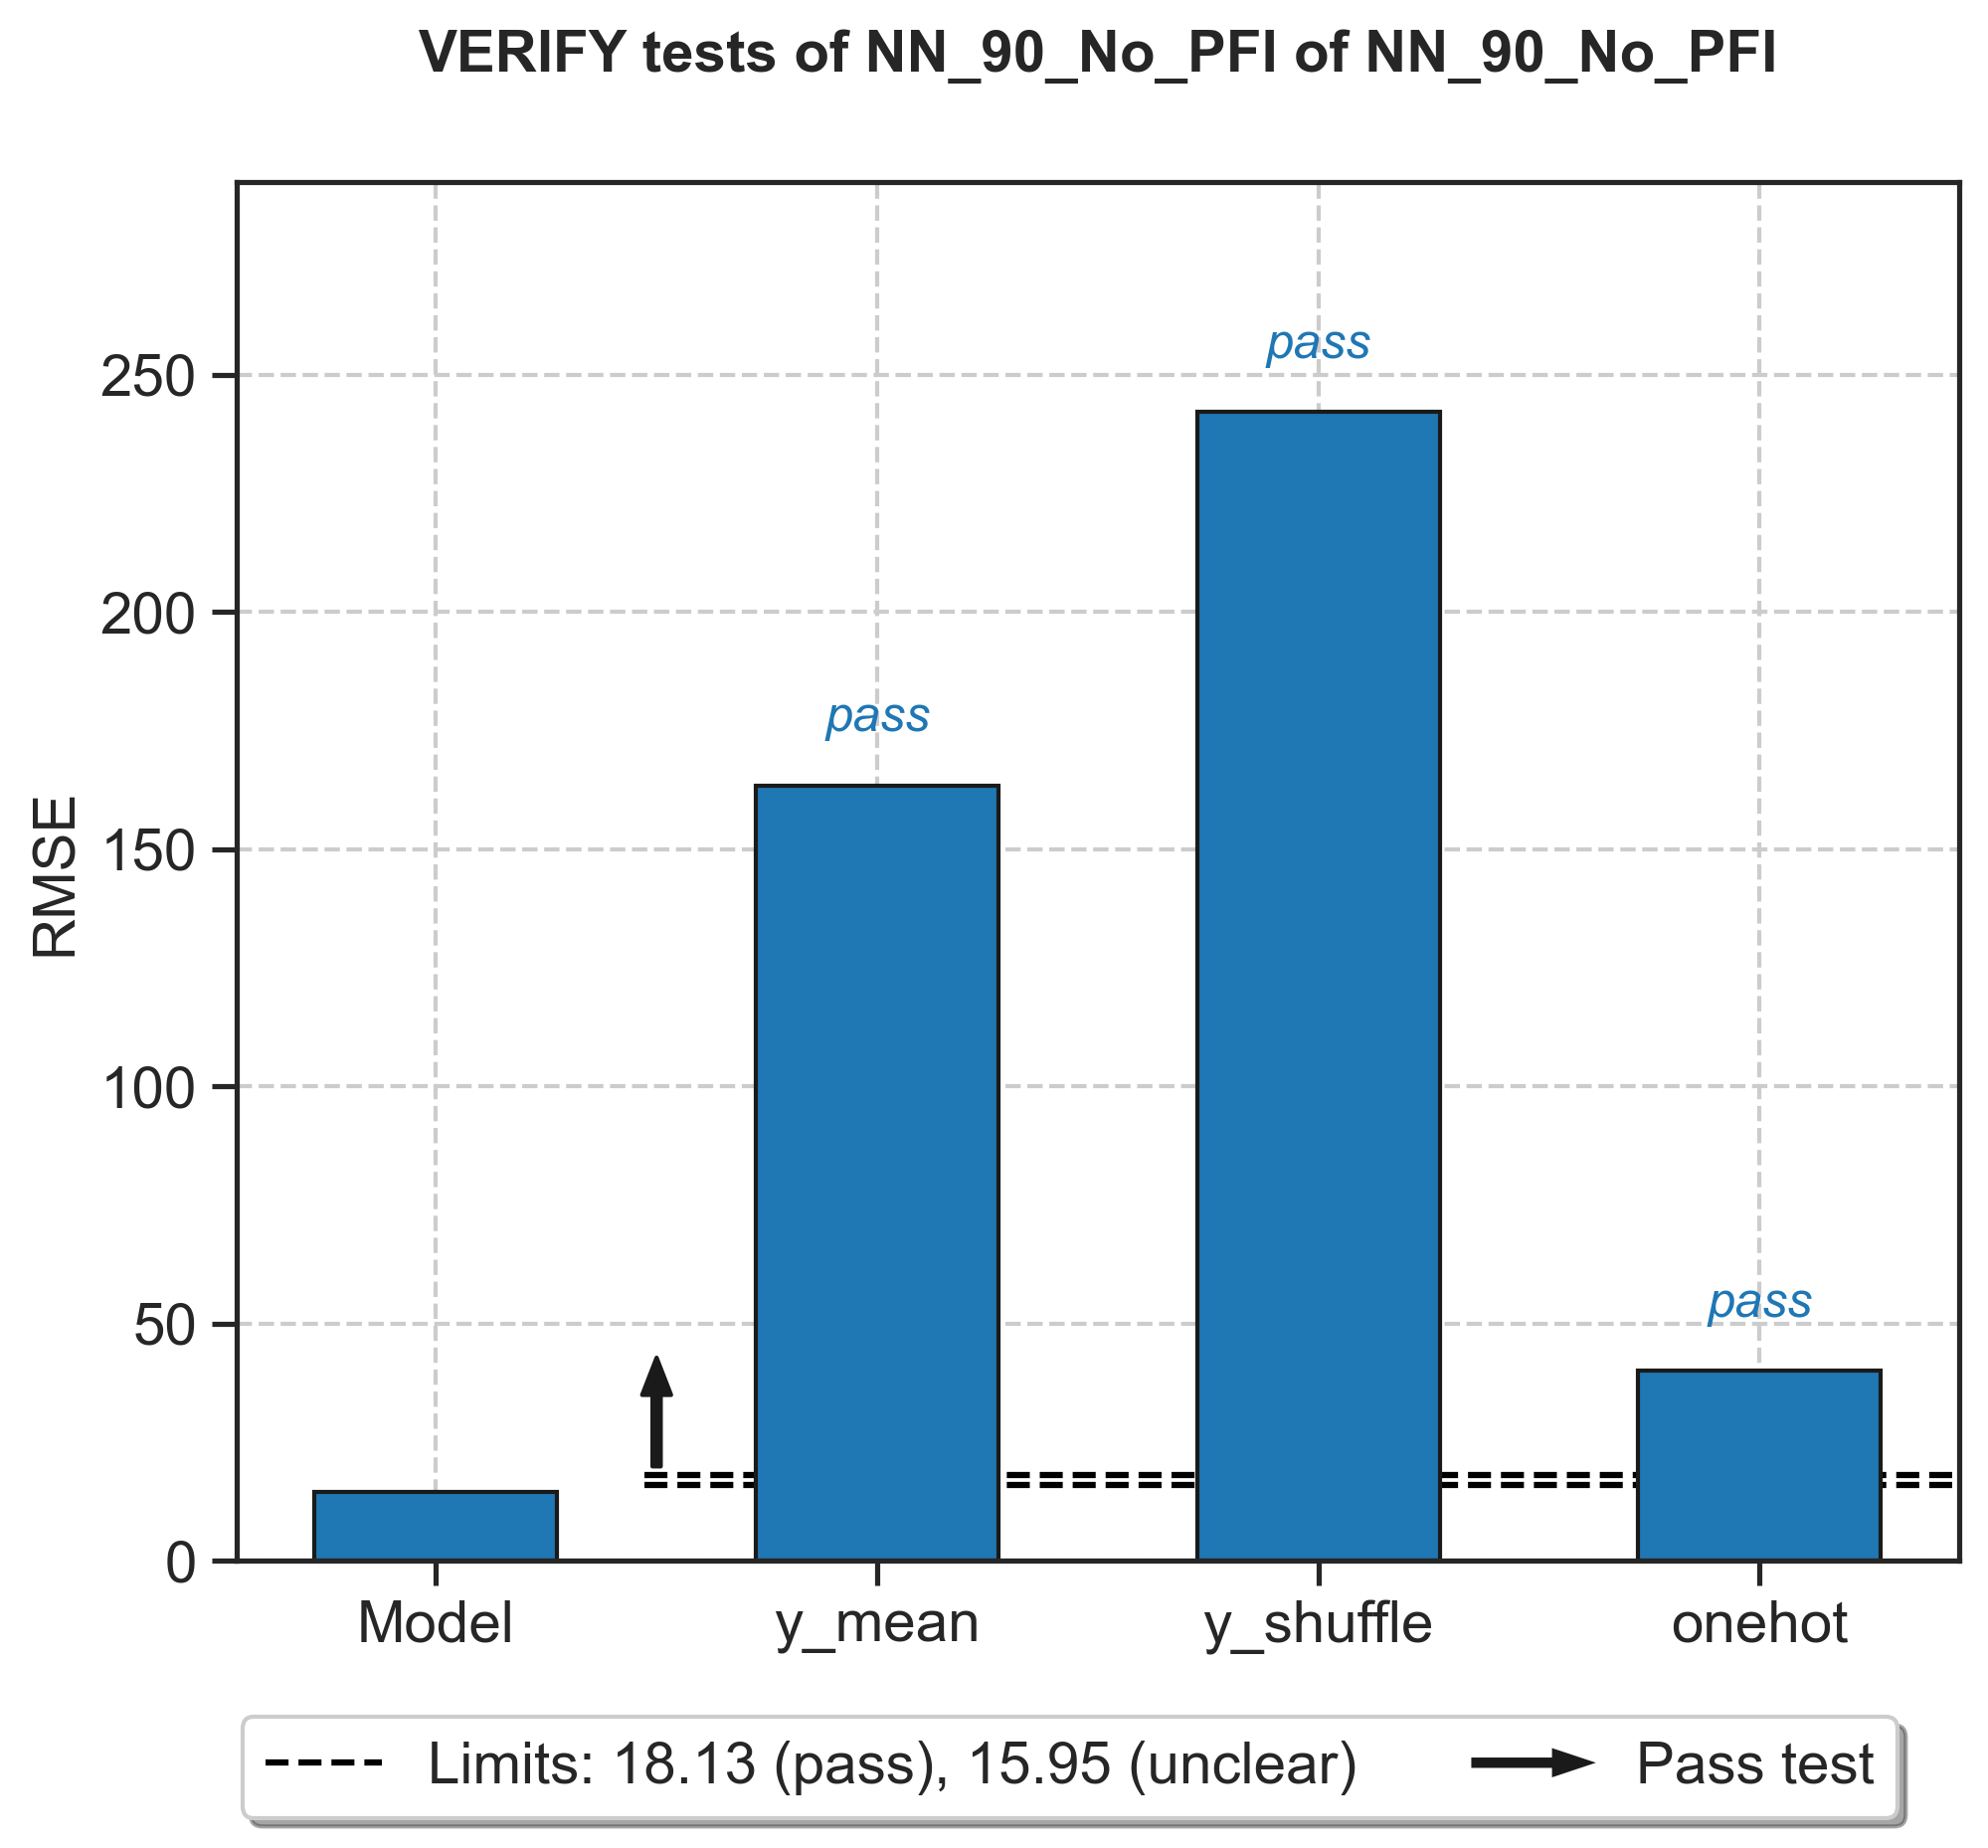 VERIFY tests of NN_90_No_PFI of NN_90_No_PFI
RMSE
250
200
150
100
50
0
pass
pass
pass
Model
y_mean
y_shuffle
onehot
Limits: 18.13 (pass), 15.95 (unclear)
Pass test